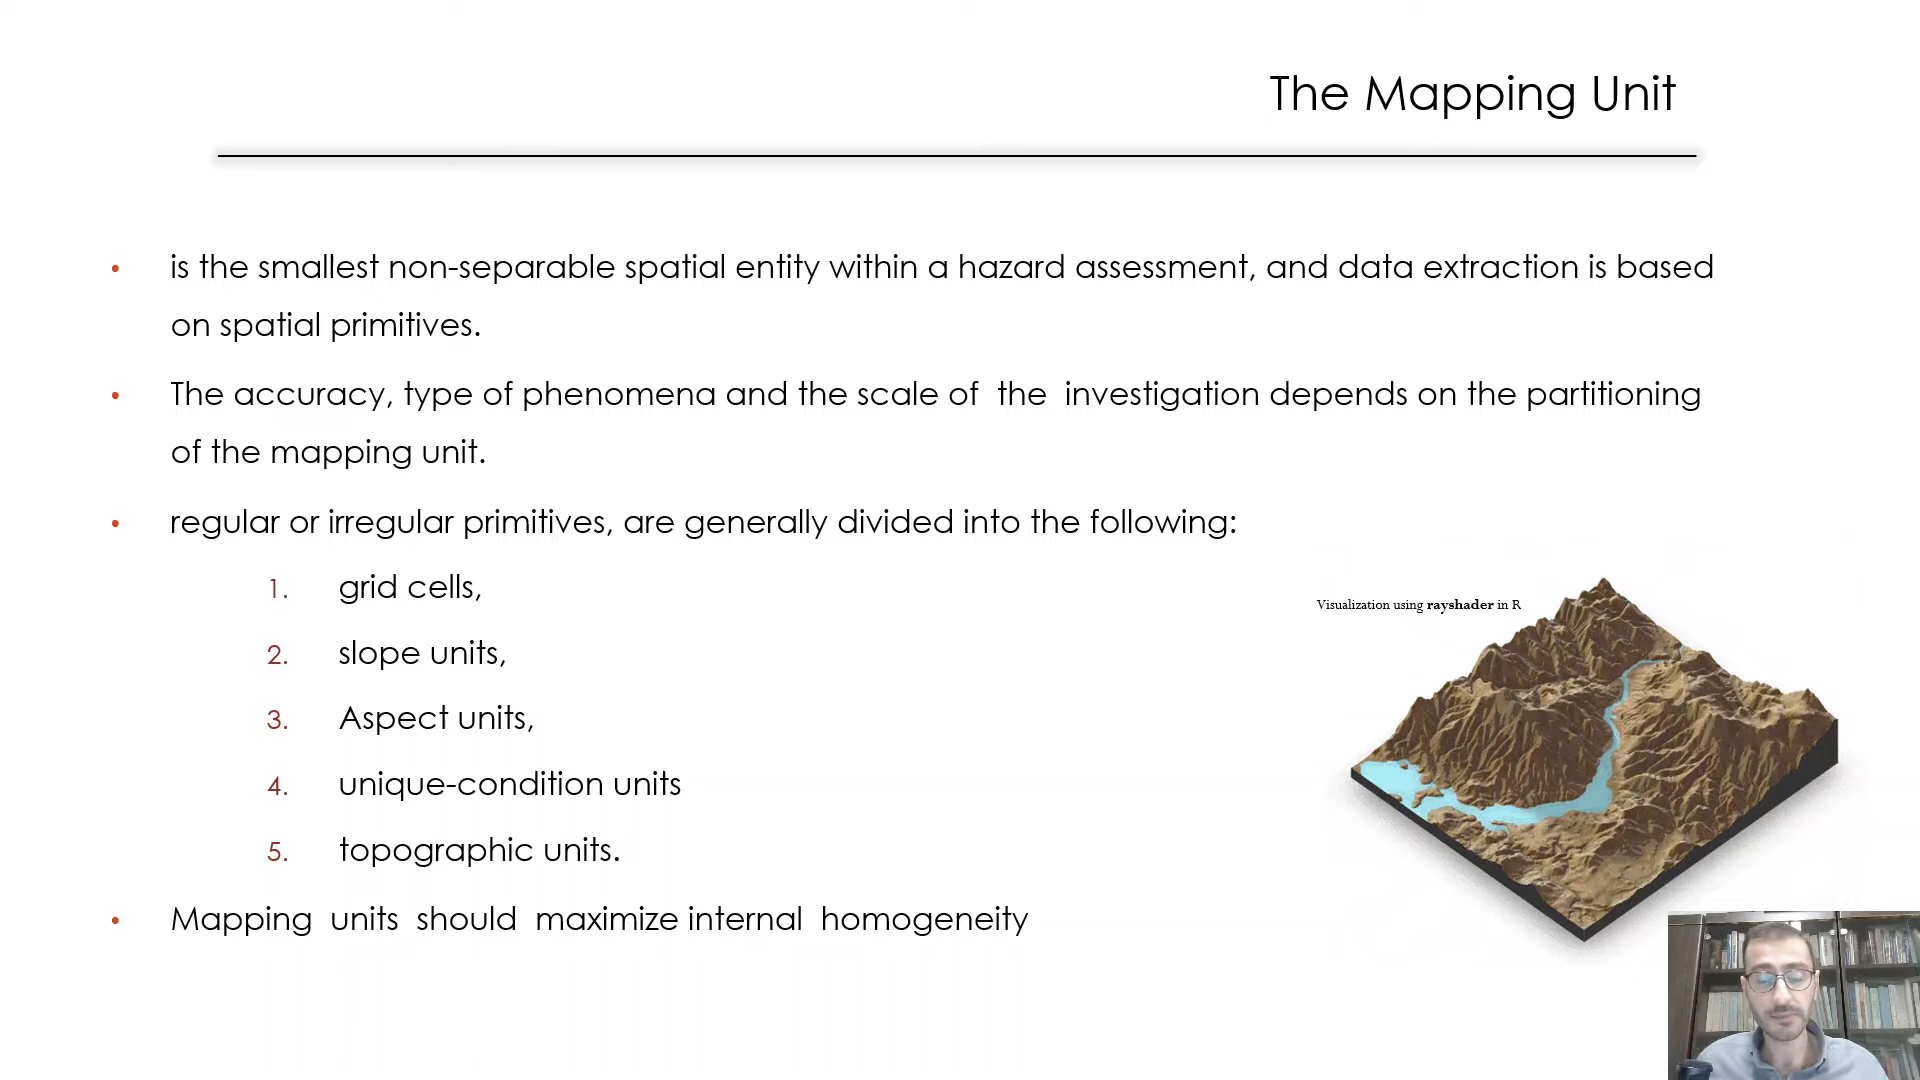 The Mapping Unit
• is the smallest non-separable spatial entity within a hazard assessment, and data extraction is based
on spatial primitives.
• The accuracy, type of phenomena and the scale of the investigation depends on the partitioning
of the mapping unit.
• regular or irregular primitives, are generally divided into the following:
1. grid cells,
2. slope units,
3. Aspect units,
4. unique-condition units
5. topographic units.
• Mapping units should maximize internal homogeneity
Visualization using rayshader in R